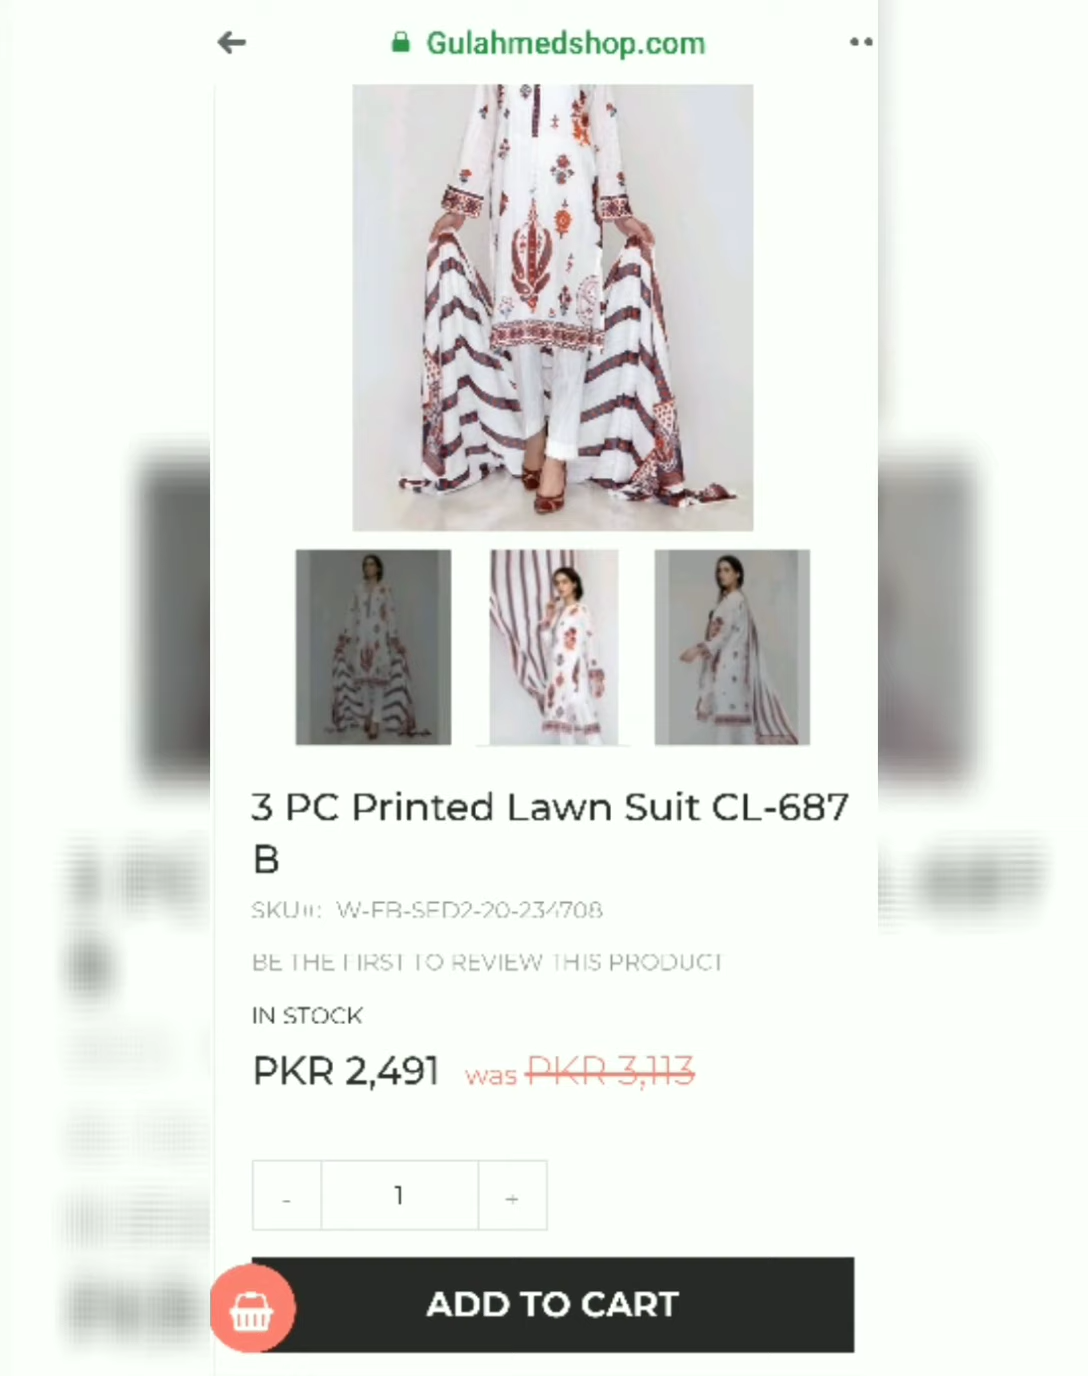 Gulahmedshop.com
3 PC Printed Lawn Suit CL-687
B
SKU#: W-FB-SED2-20-234708
BE THE FIRST TO REVIEW THIS PRODUCT
IN STOCK
PKR 2,491 was PKR 3,113
- 1 +
ADD TO CART